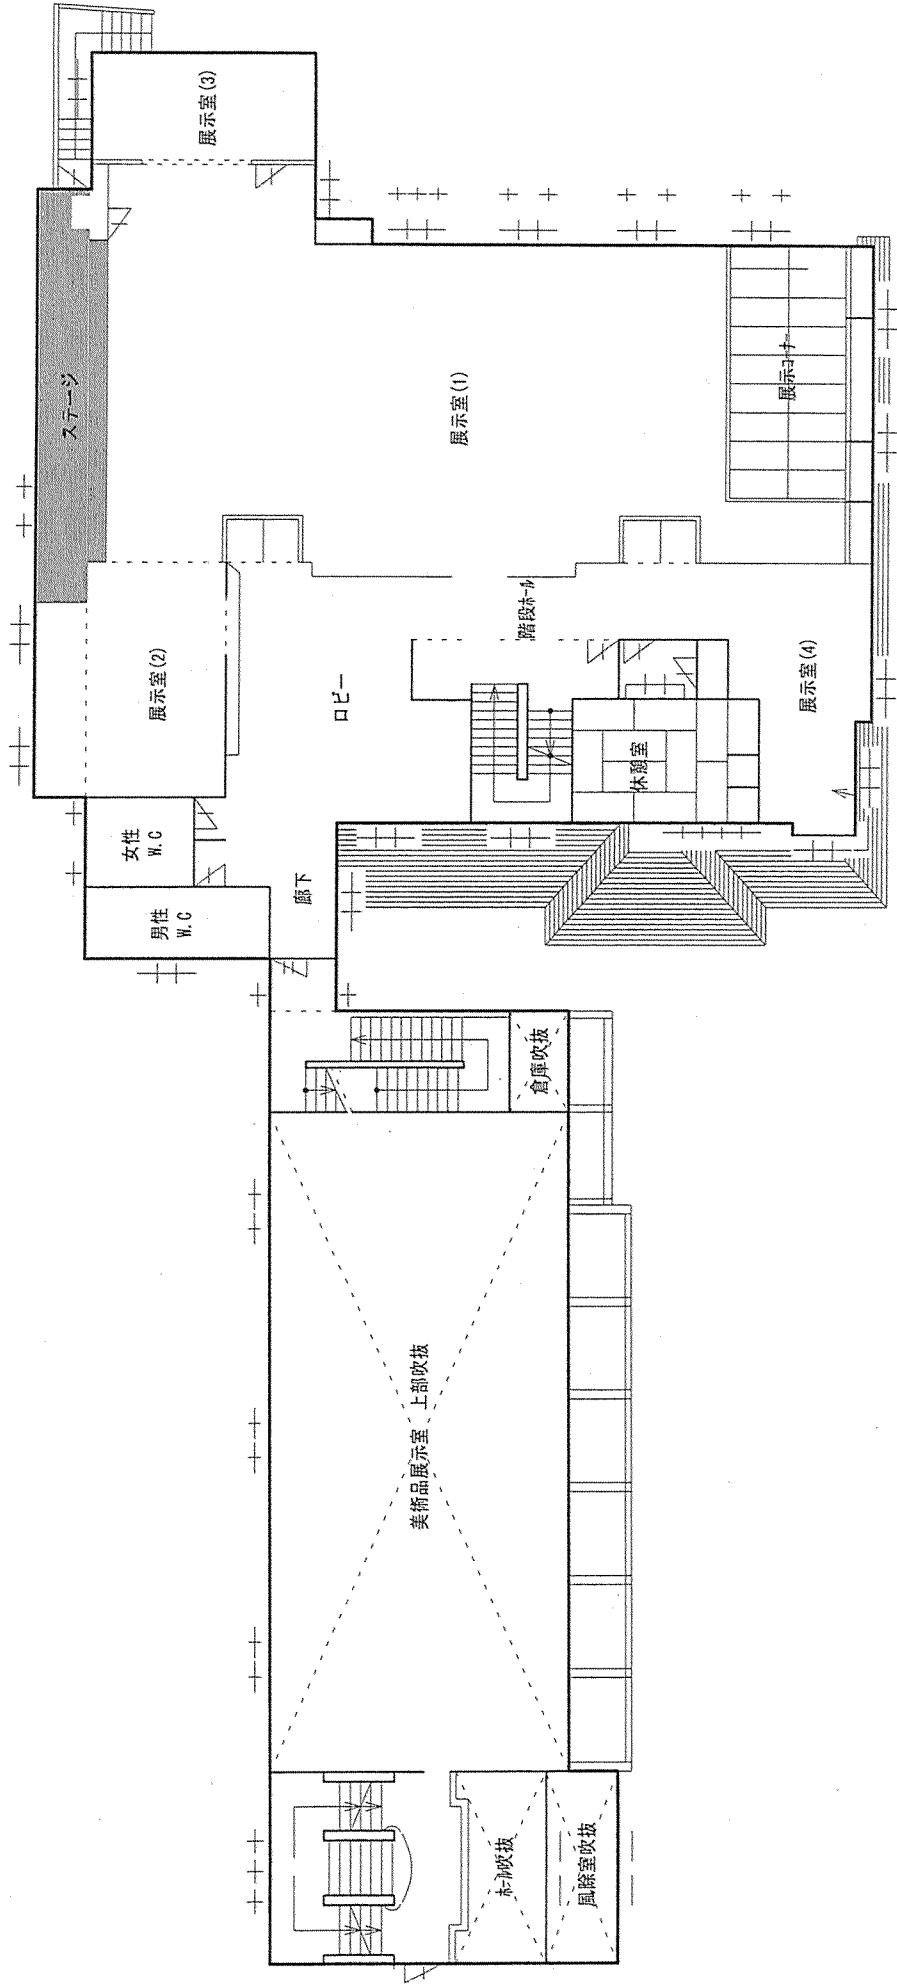 展示室(3)
ステージ
展示室(1)
展示コーナー
階段ホール
展示室(2)
ロビー
展示室(4)
休憩室
女性
W.C
男性
W.C
廊下
倉庫吹抜
美術品展示室 上部吹抜
ホール吹抜
風除室吹抜